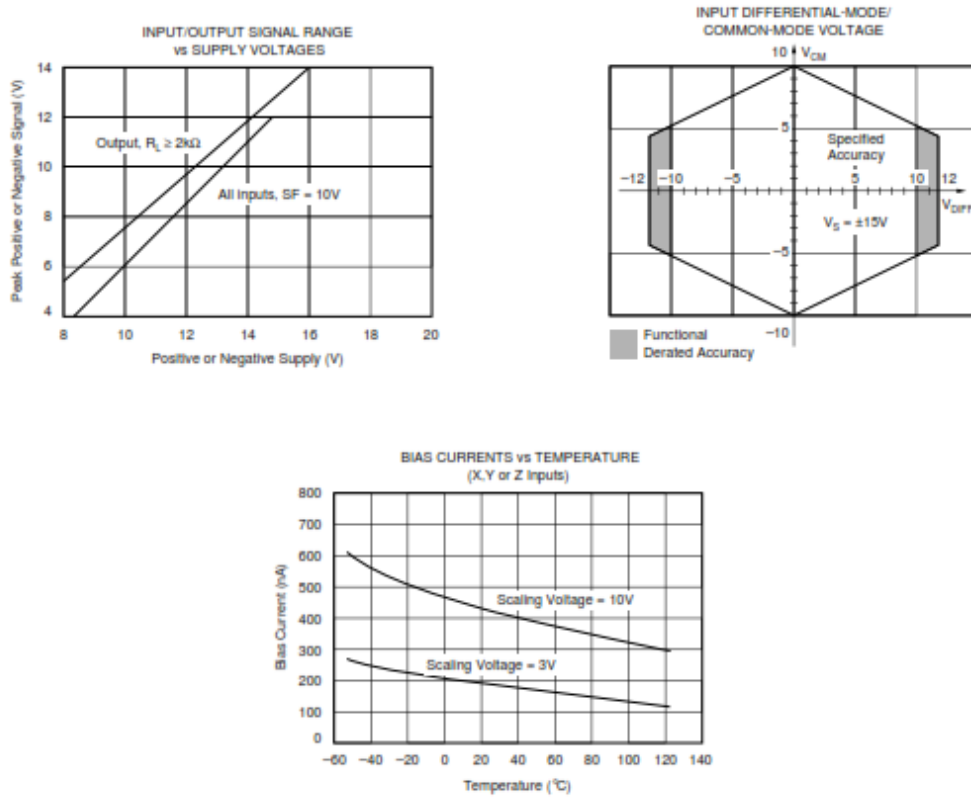 INPUT/OUTPUT SIGNAL RANGE
vs SUPPLY VOLTAGES
Peak Positive or Negative Signal (V)
14
12
10
8
6
4
Output, RL ≥ 2kΩ
All inputs, SF = 10V
8 10 12 14 16 18 20
Positive or Negative Supply (V)
INPUT DIFFERENTIAL-MODE/
COMMON-MODE VOLTAGE
10 VCM
5
Specified
Accuracy
−12 −10 −5 5 10 12
VDIFF
VS = ±15V
−5
−10
Functional
Derated Accuracy
BIAS CURRENTS vs TEMPERATURE
(X,Y or Z Inputs)
Bias Current (nA)
800
700
600
500
400
300
200
100
0
Scaling Voltage = 10V
Scaling Voltage = 3V
−60 −40 −20 0 20 40 60 80 100 120 140
Temperature (°C)